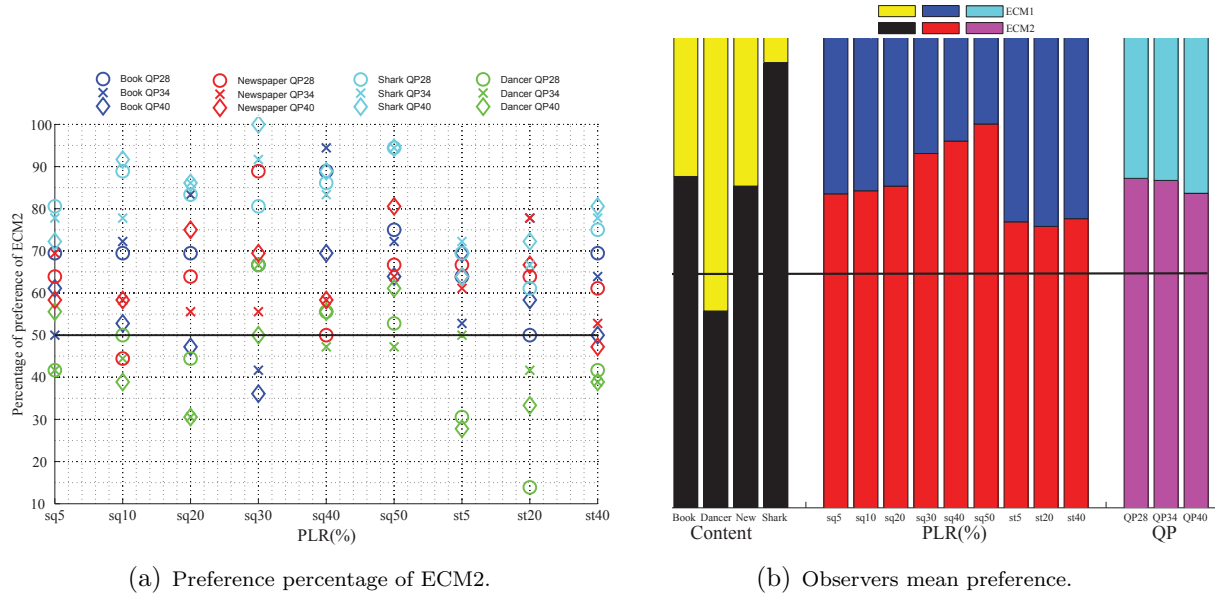 ECM1
ECM2
Book QP28
Newspaper QP28
Shark QP28
Dancer QP28
Book QP34
Newspaper QP34
Shark QP34
Dancer QP34
Book QP40
Newspaper QP40
Shark QP40
Dancer QP40
Percentage of preference of ECM2
100
90
80
70
60
50
40
30
20
10
sq5 sq10 sq20 sq30 sq40 sq50 st5 st20 st40
PLR(%)
Book Dancer New Shark
Content
sq5 sq10 sq20 sq30 sq40 sq50 st5 st20 st40
PLR(%)
QP28 QP34 QP40
QP
(a) Preference percentage of ECM2.
(b) Observers mean preference.